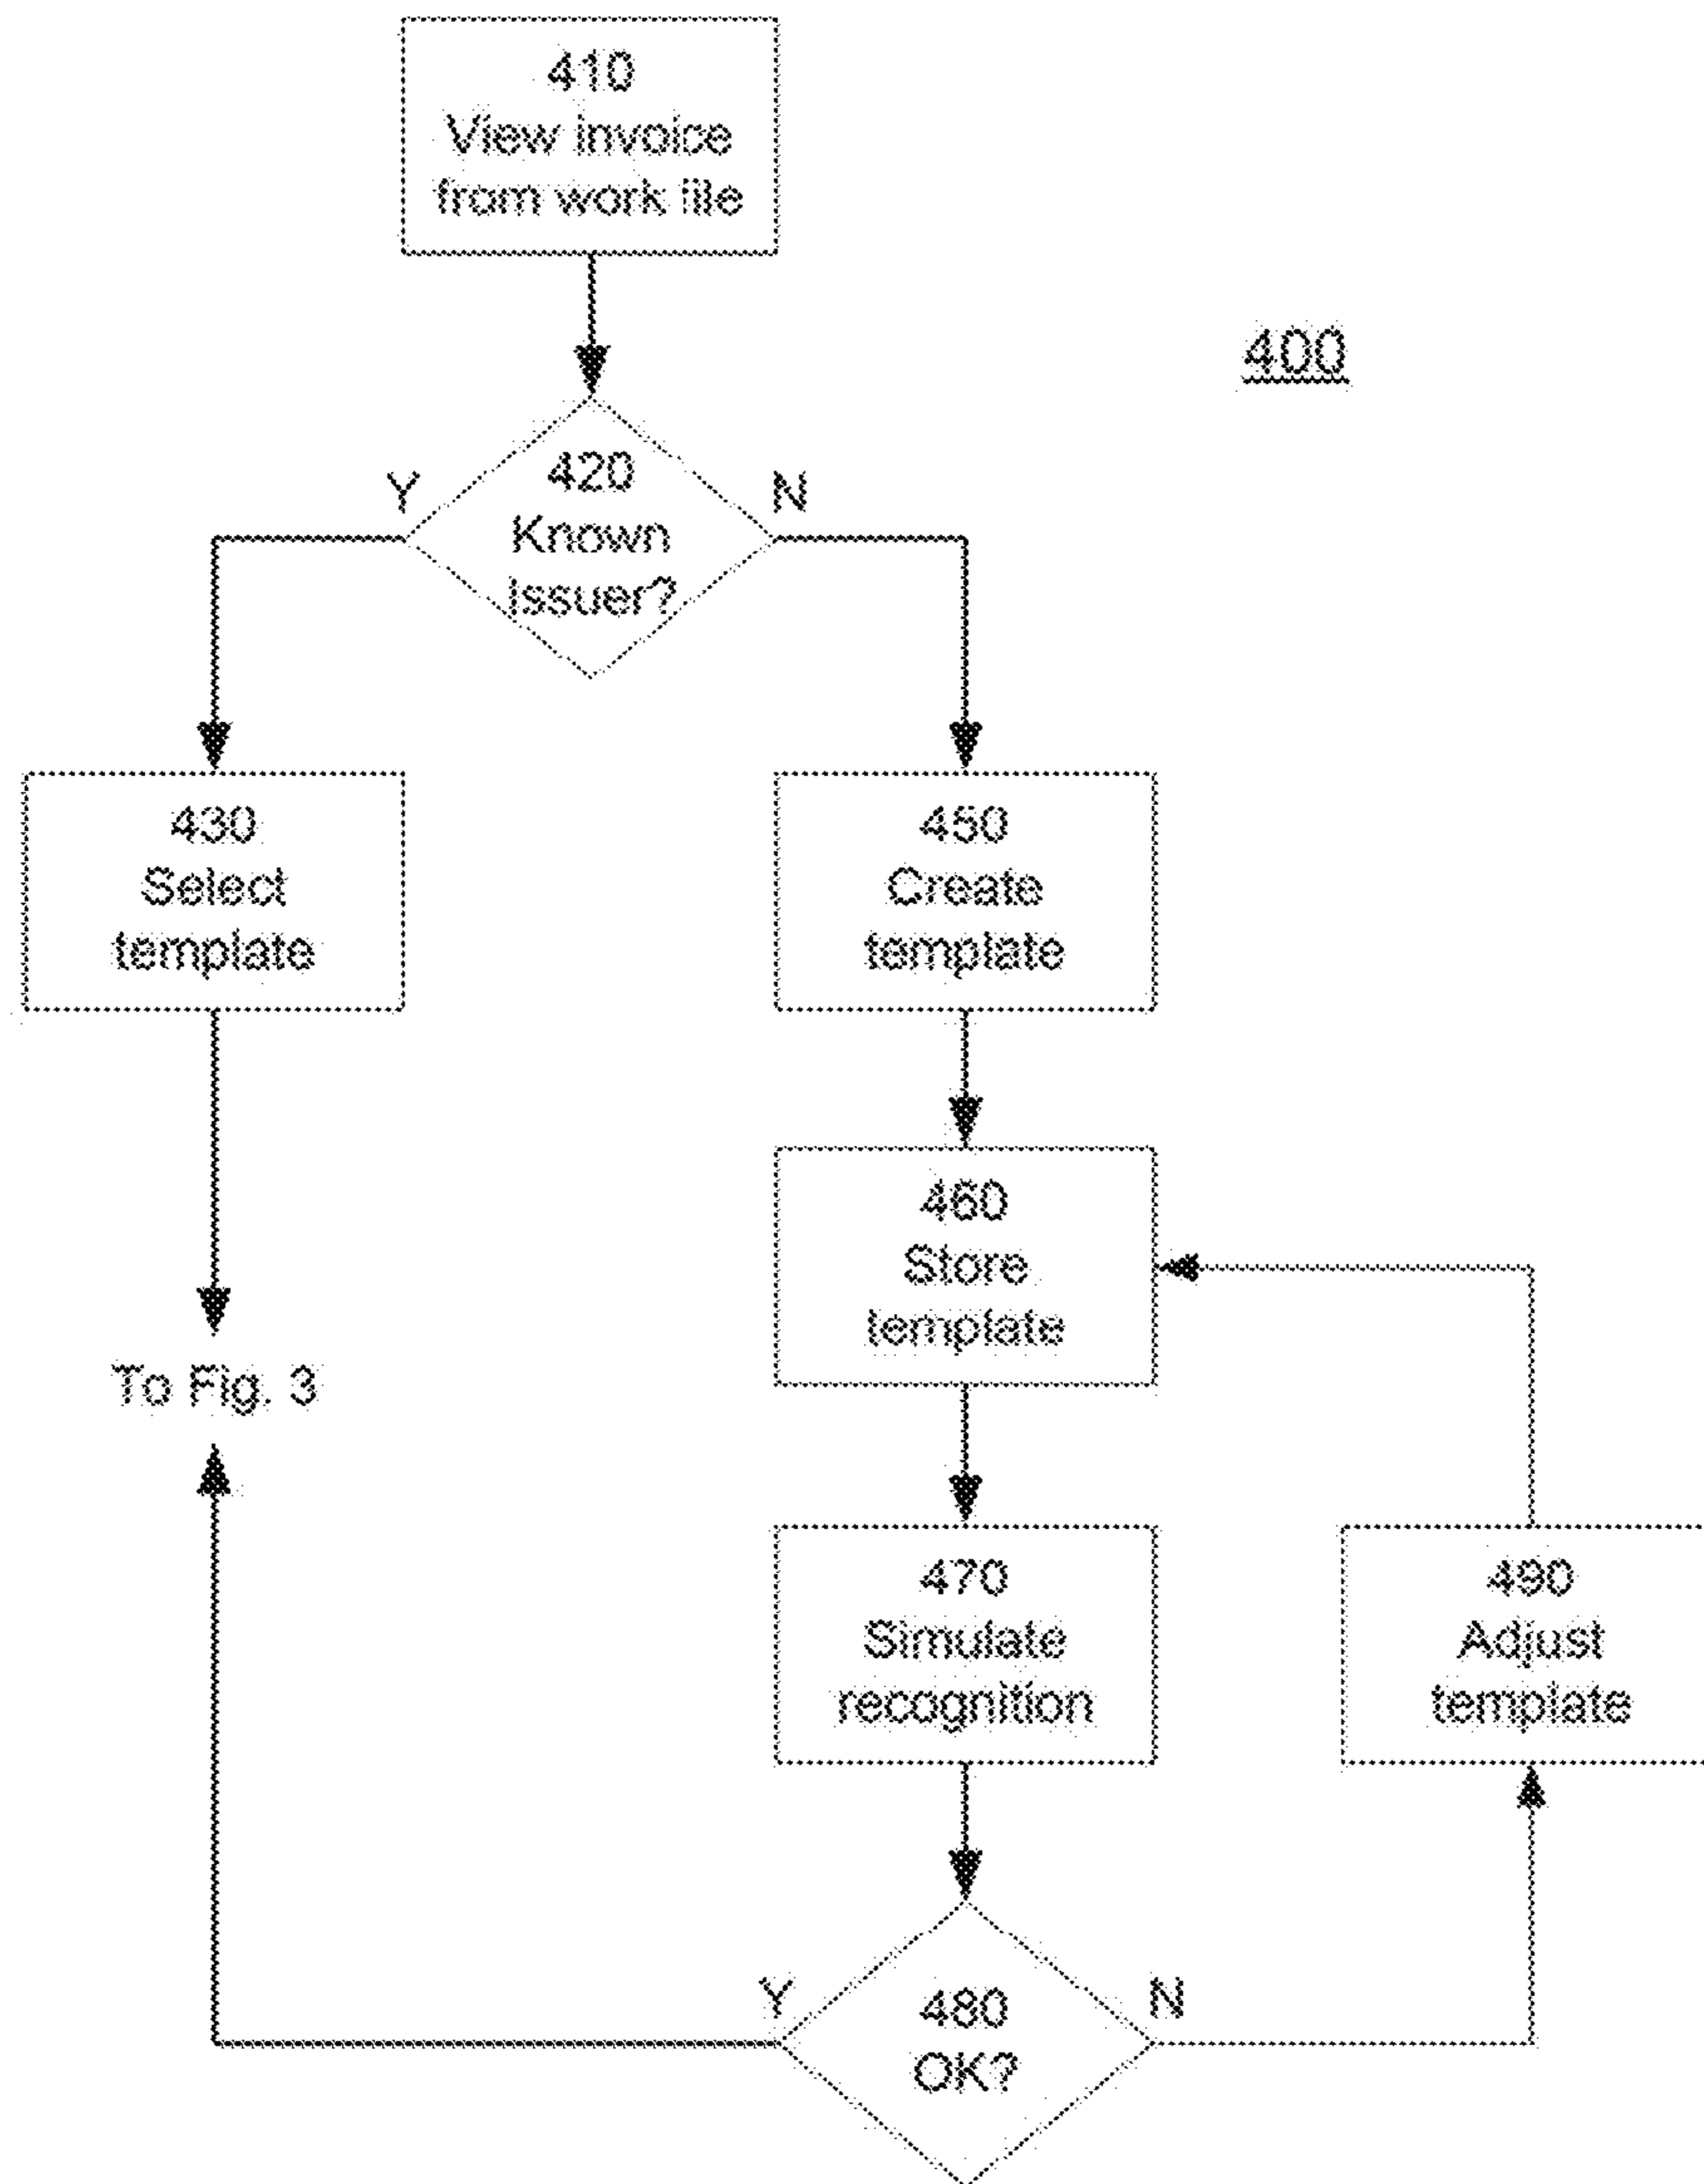 410
View invoice
from work file
400
420
Known
Issuer?
Y
N
430
Select
template
450
Create
template
460
Store
template
To Fig. 3
470
Simulate
recognition
490
Adjust
template
480
OK?
Y
N